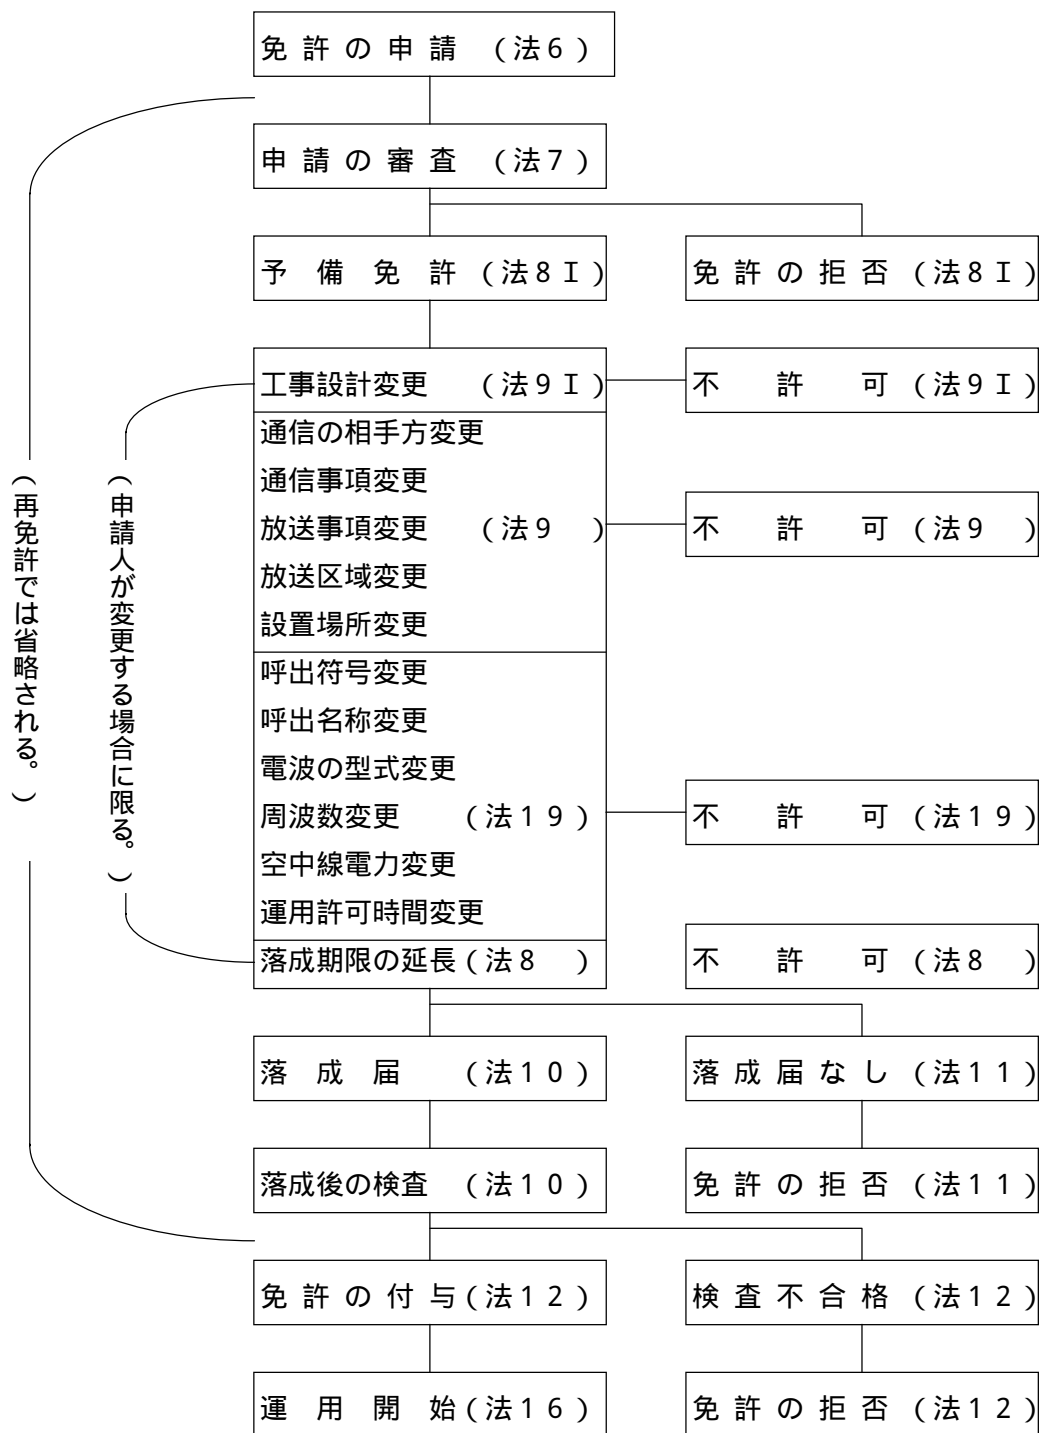 免許の申請 (法6)
申請の審査 (法7)
予備免許 (法8Ⅰ)
免許の拒否 (法8Ⅰ)
工事設計変更 (法9Ⅰ)
不許可 (法9Ⅰ)
通信の相手方変更
通信事項変更
放送事項変更 (法9 )
不許可 (法9 )
放送区域変更
設置場所変更
呼出符号変更
呼出名称変更
電波の型式変更
周波数変更 (法19)
不許可 (法19)
空中線電力変更
運用許可時間変更
落成期限の延長(法8 )
不許可 (法8 )
(申請人が変更する場合に限る。)
(再免許では省略される。)
落成届 (法10)
落成届なし (法11)
落成後の検査 (法10)
免許の拒否 (法11)
免許の付与(法12)
検査不合格 (法12)
運用開始(法16)
免許の拒否 (法12)